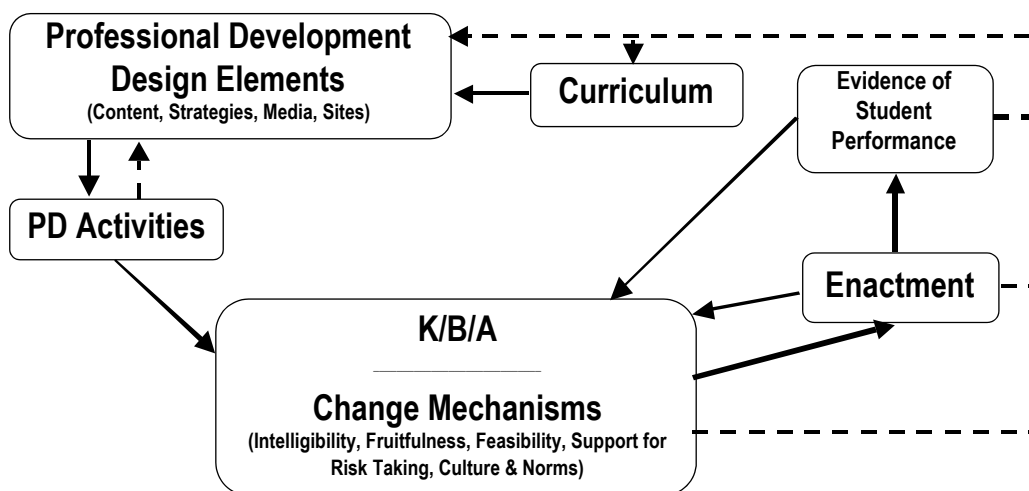 Professional Development
Design Elements
(Content, Strategies, Media, Sites)
Curriculum
Evidence of
Student
Performance
PD Activities
Enactment
K/B/A
Change Mechanisms
(Intelligibility, Fruitfulness, Feasibility, Support for
Risk Taking, Culture & Norms)